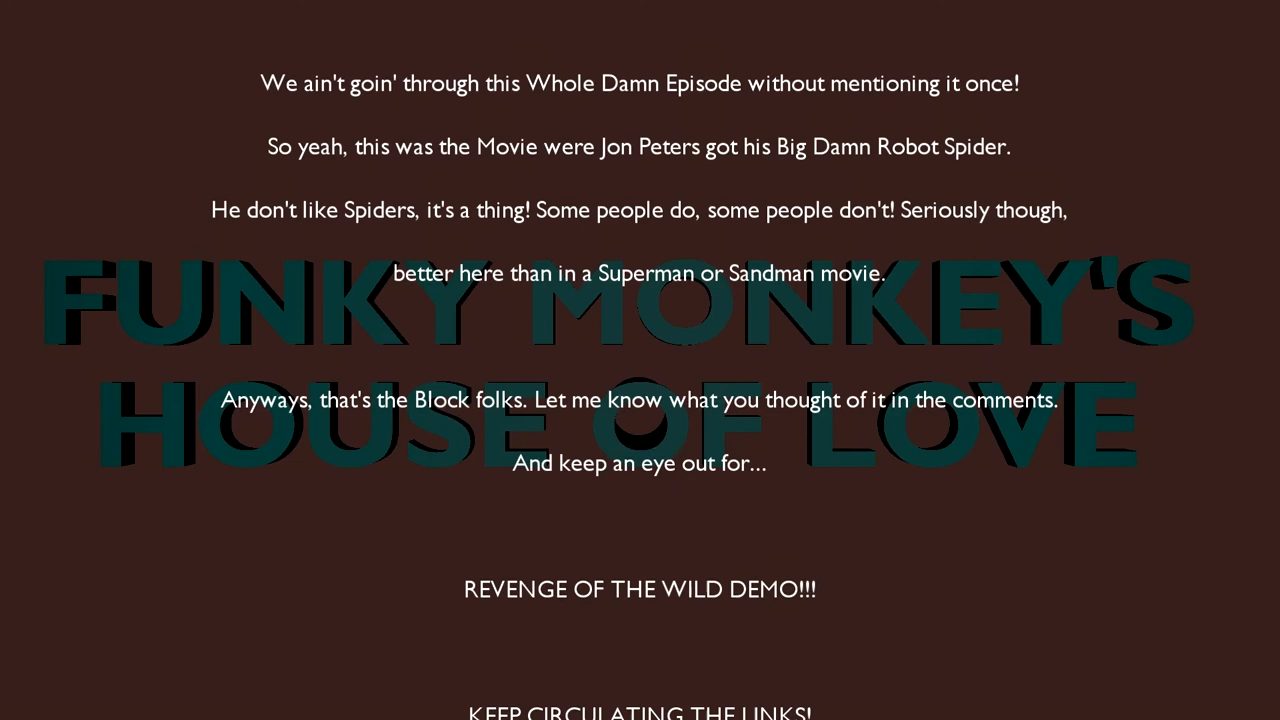 We ain't goin' through this Whole Damn Episode without mentioning it once!
So yeah, this was the Movie were Jon Peters got his Big Damn Robot Spider.
He don't like Spiders, it's a thing! Some people do, some people don't! Seriously though,
better here than in a Superman or Sandman movie.
FUNKY MONKEY'S
HOUSE OF LOVE
Anyways, that's the Block folks. Let me know what you thought of it in the comments.
And keep an eye out for...
REVENGE OF THE WILD DEMO!!!
KEEP CIRCULATING THE LINKS!